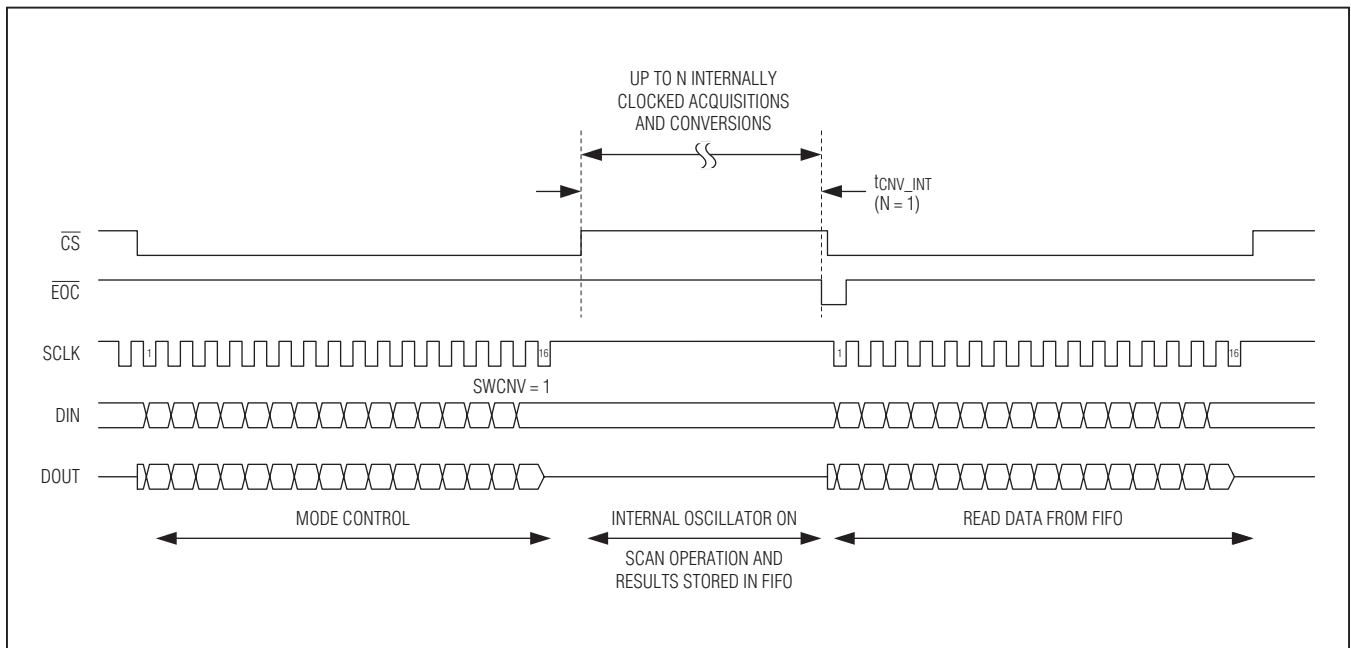 UP TO N INTERNALLY
CLOCKED ACQUISITIONS
AND CONVERSIONS
tCNV_INT
(N = 1)
CS
EOC
SCLK
1
16
1
16
SWCNV = 1
DIN
DOUT
MODE CONTROL
INTERNAL OSCILLATOR ON
READ DATA FROM FIFO
SCAN OPERATION AND
RESULTS STORED IN FIFO